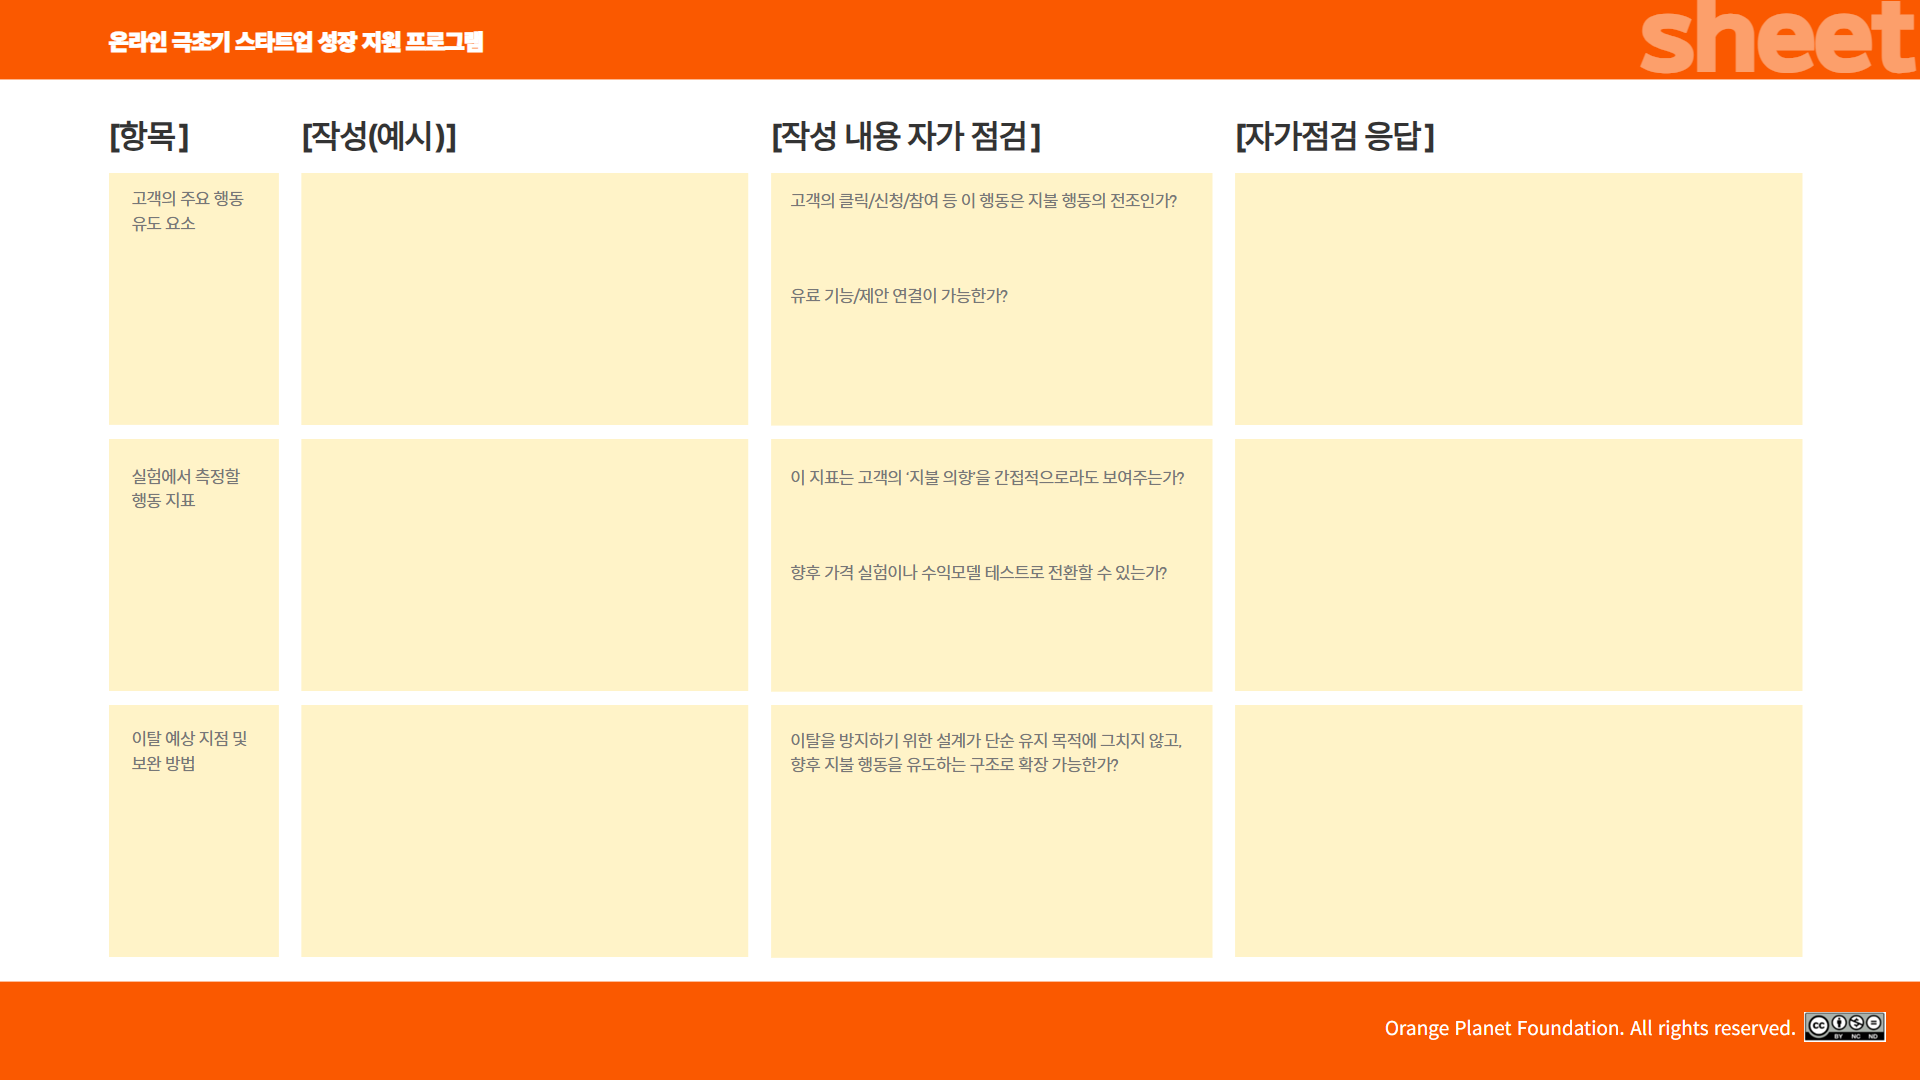 온라인 극초기 스타트업 성장 지원 프로그램
sheet
[항목]
[작성(예시)]
[작성 내용 자가 점검]
[자가점검 응답]
고객의 주요 행동
유도 요소
고객의 클릭/신청/참여 등 이 행동은 지불 행동의 전조인가?
유료 기능/제안 연결이 가능한가?
실험에서 측정할
행동 지표
이 지표는 고객의 ‘지불 의향’을 간접적으로라도 보여주는가?
향후 가격 실험이나 수익모델 테스트로 전환할 수 있는가?
이탈 예상 지점 및
보완 방법
이탈을 방지하기 위한 설계가 단순 유지 목적에 그치지 않고,
향후 지불 행동을 유도하는 구조로 확장 가능한가?
Orange Planet Foundation. All rights reserved.
cc
BY NC ND